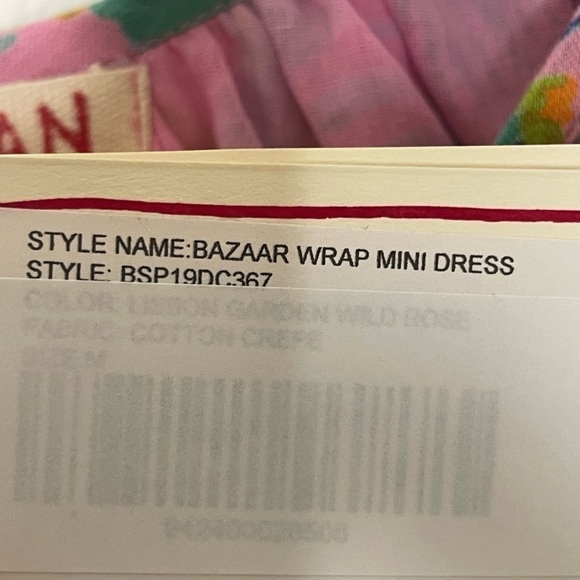 AN
STYLE NAME:BAZAAR WRAP MINI DRESS
STYLE: BSP19DC367
COLOR: LISBON GARDEN WILD ROSE
FABRIC: COTTON CREPE
SIZE M